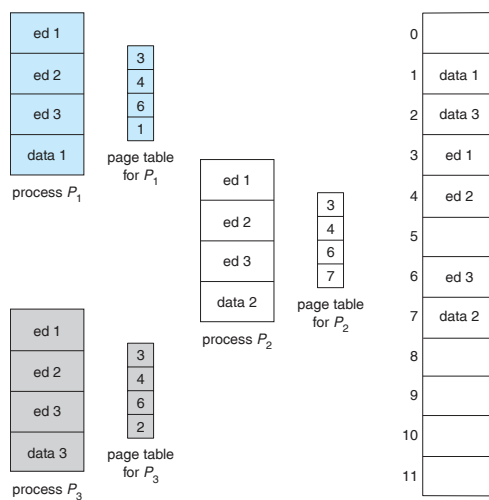 ed 1
ed 2
ed 3
data 1
process P1
3
4
6
1
page table
for P1
ed 1
ed 2
ed 3
data 2
process P2
3
4
6
7
page table
for P2
ed 1
ed 2
ed 3
data 3
process P3
3
4
6
2
page table
for P3
0
1 data 1
2 data 3
3 ed 1
4 ed 2
5
6 ed 3
7 data 2
8
9
10
11